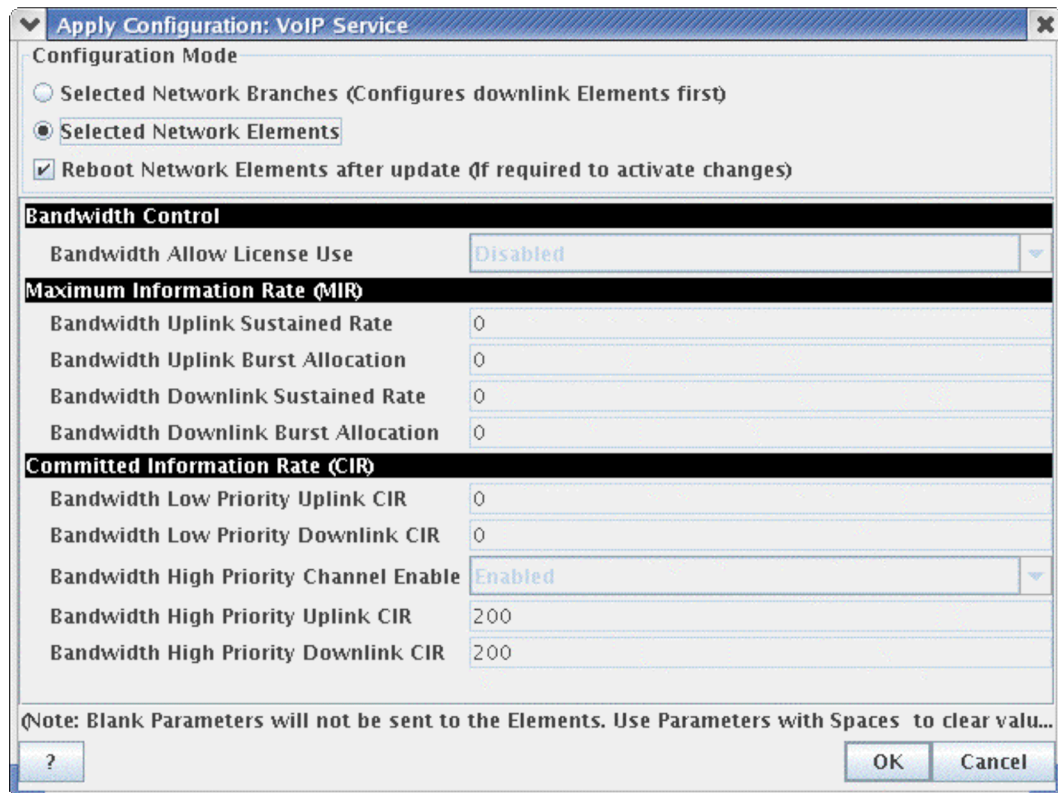 Apply Configuration: VoIP Service
Configuration Mode
Selected Network Branches (Configures downlink Elements first)
Selected Network Elements
Reboot Network Elements after update (If required to activate changes)
Bandwidth Control
Bandwidth Allow License Use Disabled
Maximum Information Rate (MIR)
Bandwidth Uplink Sustained Rate 0
Bandwidth Uplink Burst Allocation 0
Bandwidth Downlink Sustained Rate 0
Bandwidth Downlink Burst Allocation 0
Committed Information Rate (CIR)
Bandwidth Low Priority Uplink CIR 0
Bandwidth Low Priority Downlink CIR 0
Bandwidth High Priority Channel Enable Enabled
Bandwidth High Priority Uplink CIR 200
Bandwidth High Priority Downlink CIR 200
(Note: Blank Parameters will not be sent to the Elements. Use Parameters with Spaces to clear valu...
? OK Cancel